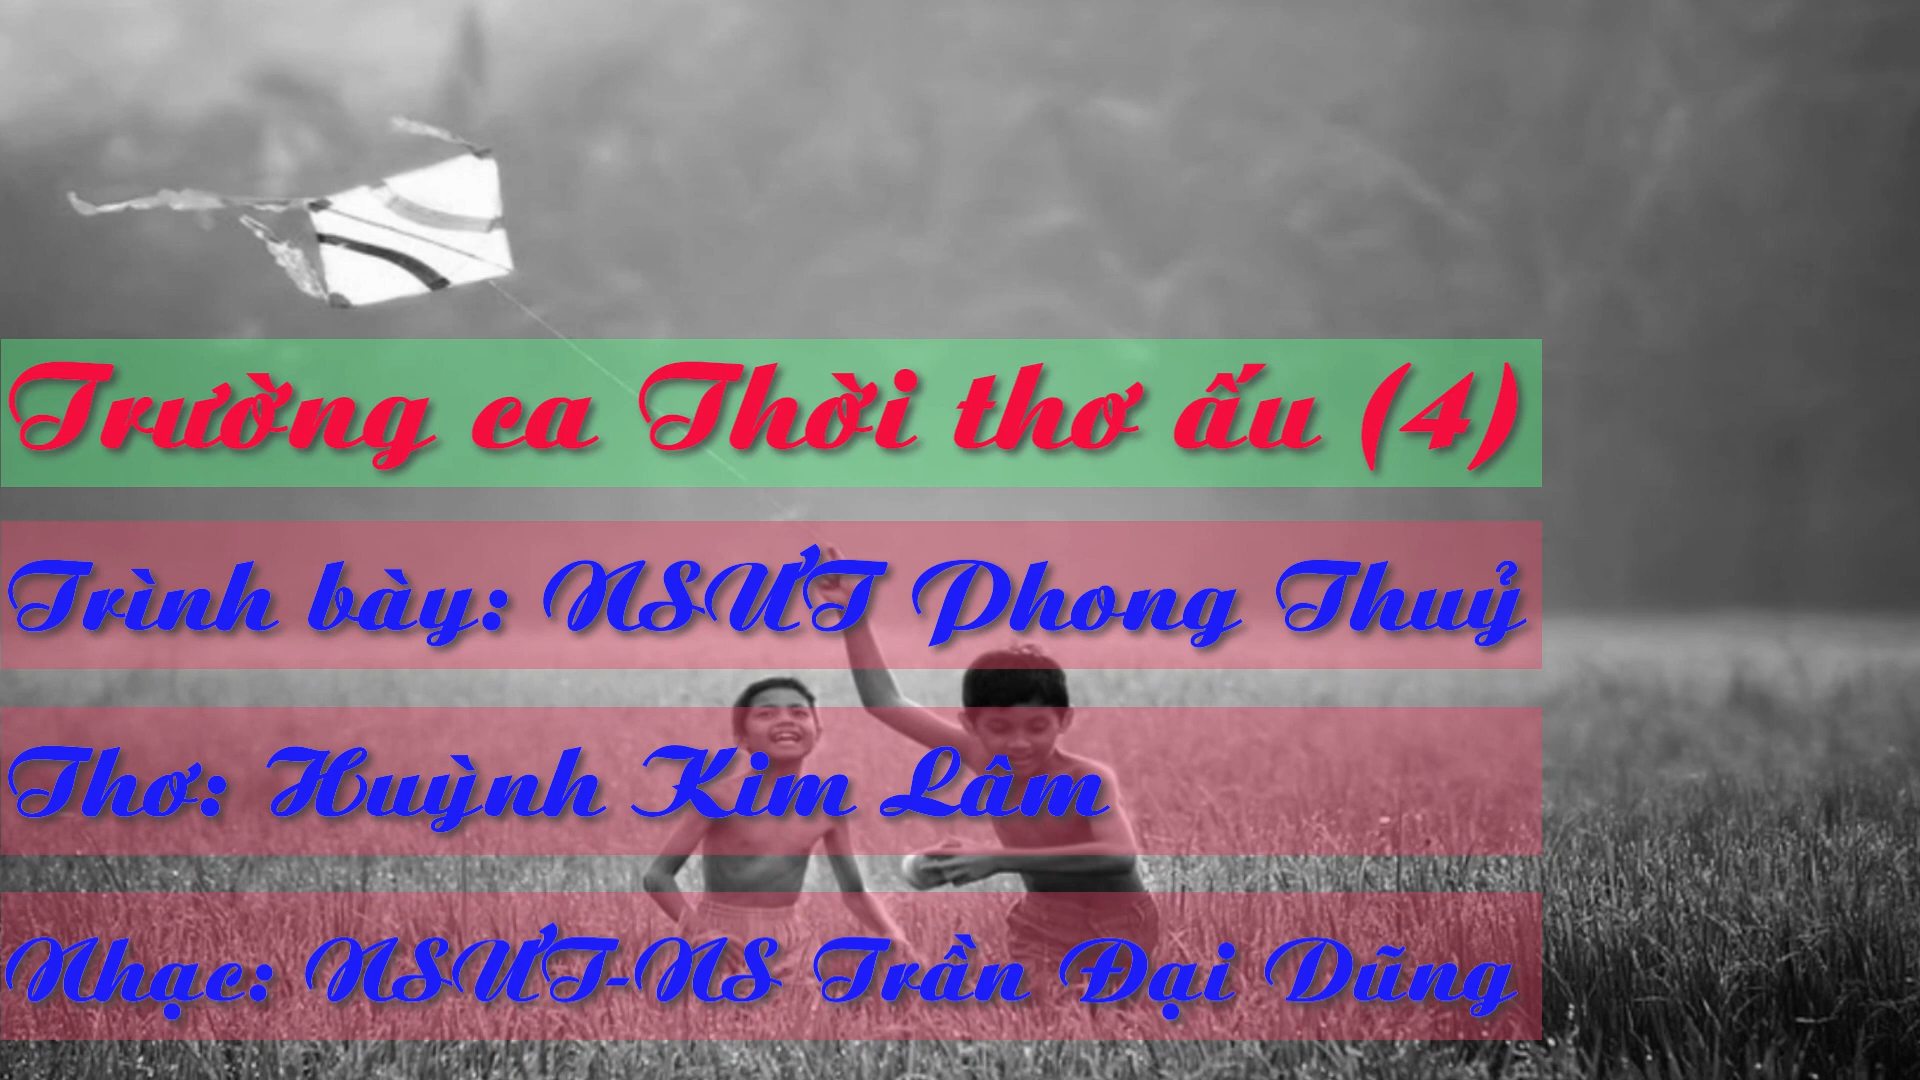 Trường ca Thời thơ ấu (4)
Trình bày: NSƯT Phong Thuỷ
Thơ: Huỳnh Kim Lâm
Nhạc: NSƯT-NS Trần Đại Dũng